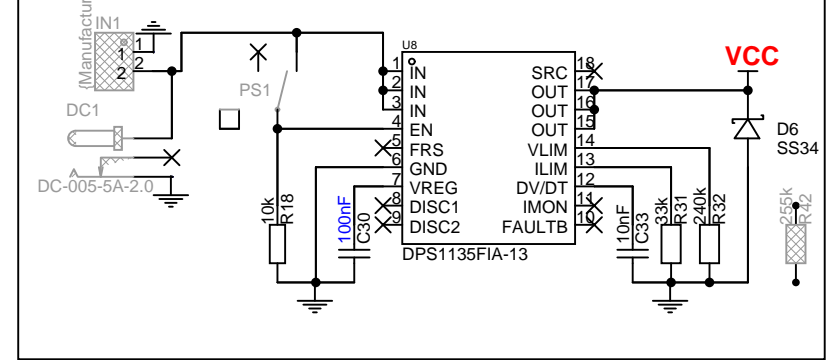 (Manufactur
IN1
1
1
2
2
DC1
DC-005-5A-2.0
PS1
U8
VCC
1
IN
2
IN
3
IN
4
EN
5
FRS
6
GND
7
VREG
8
DISC1
9
DISC2
SRC
18
OUT
17
OUT
16
OUT
15
VLIM
14
ILIM
13
DV/DT
12
IMON
11
FAULTB
10
DPS1135FIA-13
10k
R18
100nF
C30
10nF
C33
33k
R31
240k
R32
D6
SS34
255k
R42